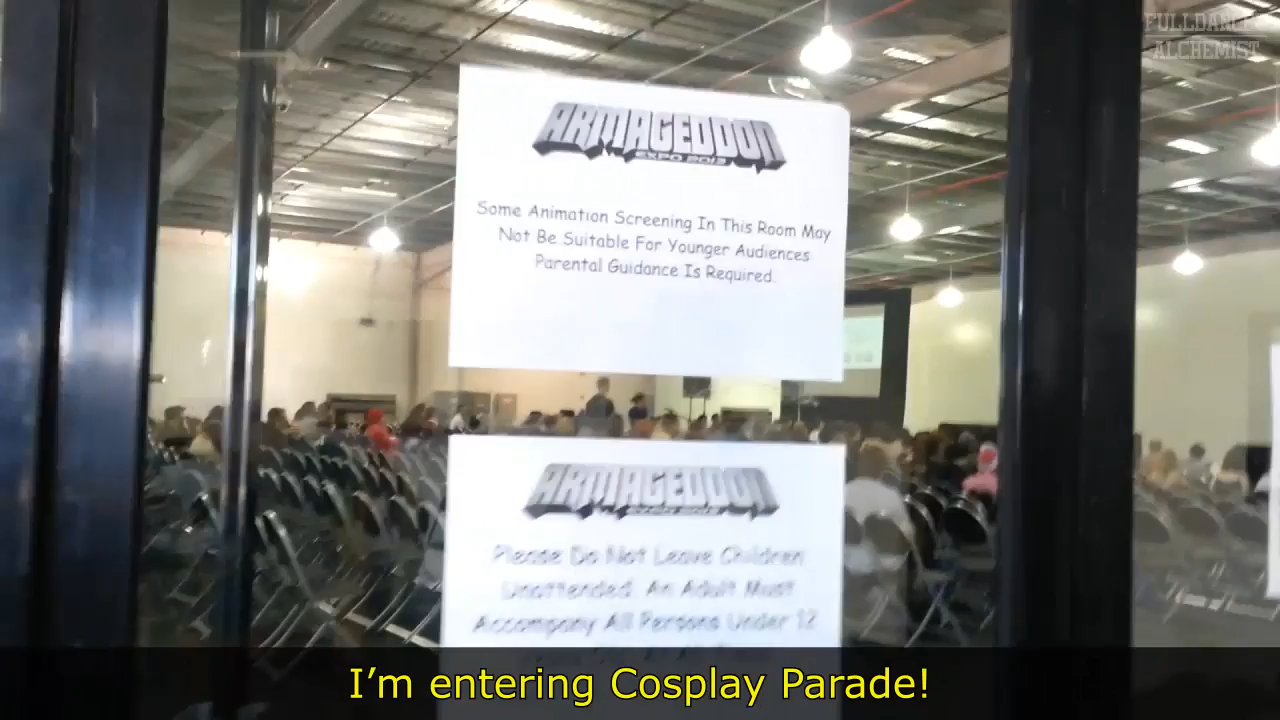 FULLDANCE
ALCHEMIST
ARMAGEDDON
EXPO 2013
Some Animation Screening In This Room May
Not Be Suitable For Younger Audiences
Parental Guidance Is Required.
ARMAGEDDON
EXPO 2013
Please Do Not Leave Children
Unattended. An Adult Must
Accompany All Persons Under 12
I’m entering Cosplay Parade!